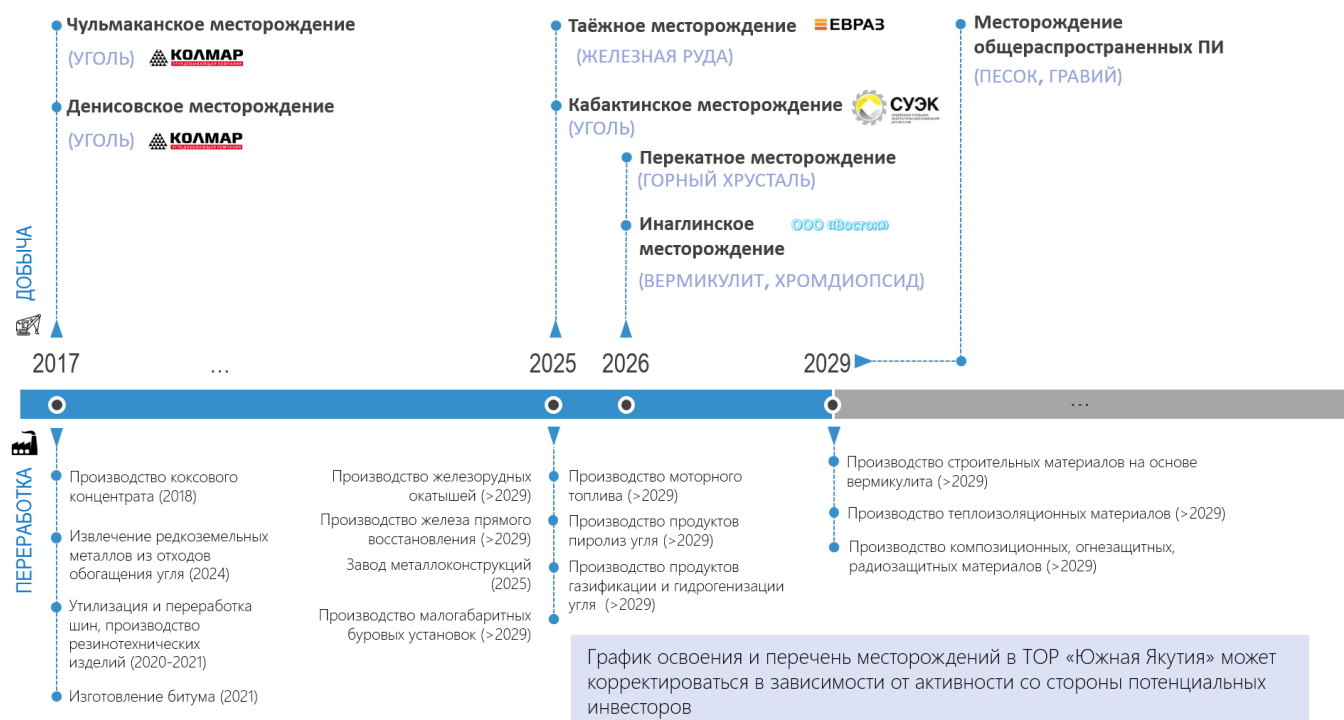 Чульмаканское месторождение
(УГОЛЬ) КОЛМАР
УГЛЕДОБЫВАЮЩАЯ КОМПАНИЯ
Денисовское месторождение
(УГОЛЬ) КОЛМАР
УГЛЕДОБЫВАЮЩАЯ КОМПАНИЯ
Таёжное месторождение ЕВРАЗ
(ЖЕЛЕЗНАЯ РУДА)
Кабактинское месторождение СУЭК
(УГОЛЬ)
Перекатное месторождение
(ГОРНЫЙ ХРУСТАЛЬ)
Инаглинское ООО «Восток»
месторождение
(ВЕРМИКУЛИТ, ХРОМДИОПСИД)
Месторождение
общераспространенных ПИ
(ПЕСОК, ГРАВИЙ)
ДОБЫЧА
2017 ... 2025 2026 2029
...
ПЕРЕРАБОТКА
Производство коксового
концентрата (2018)
Извлечение редкоземельных
металлов из отходов
обогащения угля (2024)
Утилизация и переработка
шин, производство
резинотехнических
изделий (2020-2021)
Изготовление битума (2021)
Производство железорудных
окатышей (>2029)
Производство железа прямого
восстановления (>2029)
Завод металлоконструкций
(2025)
Производство малогабаритных
буровых установок (>2029)
Производство моторного
топлива (>2029)
Производство продуктов
пиролиз угля (>2029)
Производство продуктов
газификации и гидрогенизации
угля (>2029)
Производство строительных материалов на основе
вермикулита (>2029)
Производство теплоизоляционных материалов (>2029)
Производство композиционных, огнезащитных,
радиозащитных материалов (>2029)
График освоения и перечень месторождений в ТОР «Южная Якутия» может
корректироваться в зависимости от активности со стороны потенциальных
инвесторов